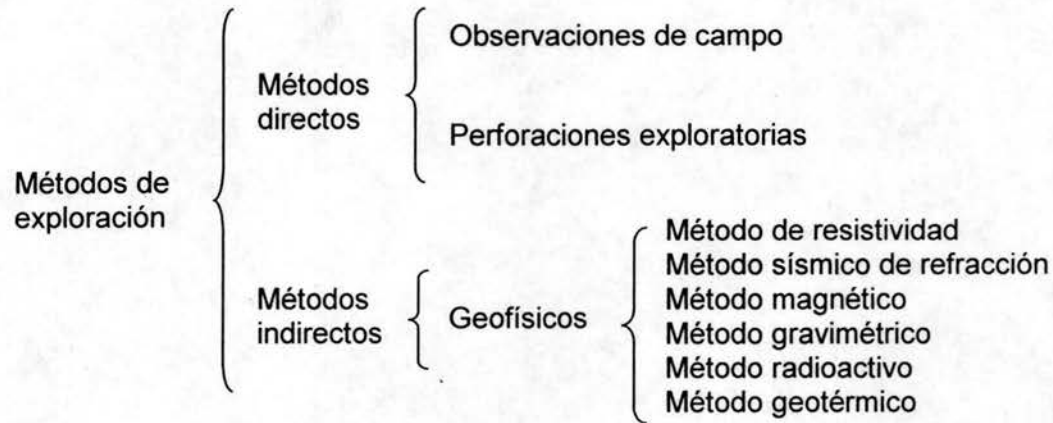 Métodos de
exploración
Métodos
directos
Observaciones de campo
Perforaciones exploratorias
Métodos
indirectos
Geofísicos
Método de resistividad
Método sísmico de refracción
Método magnético
Método gravimétrico
Método radioactivo
Método geotérmico